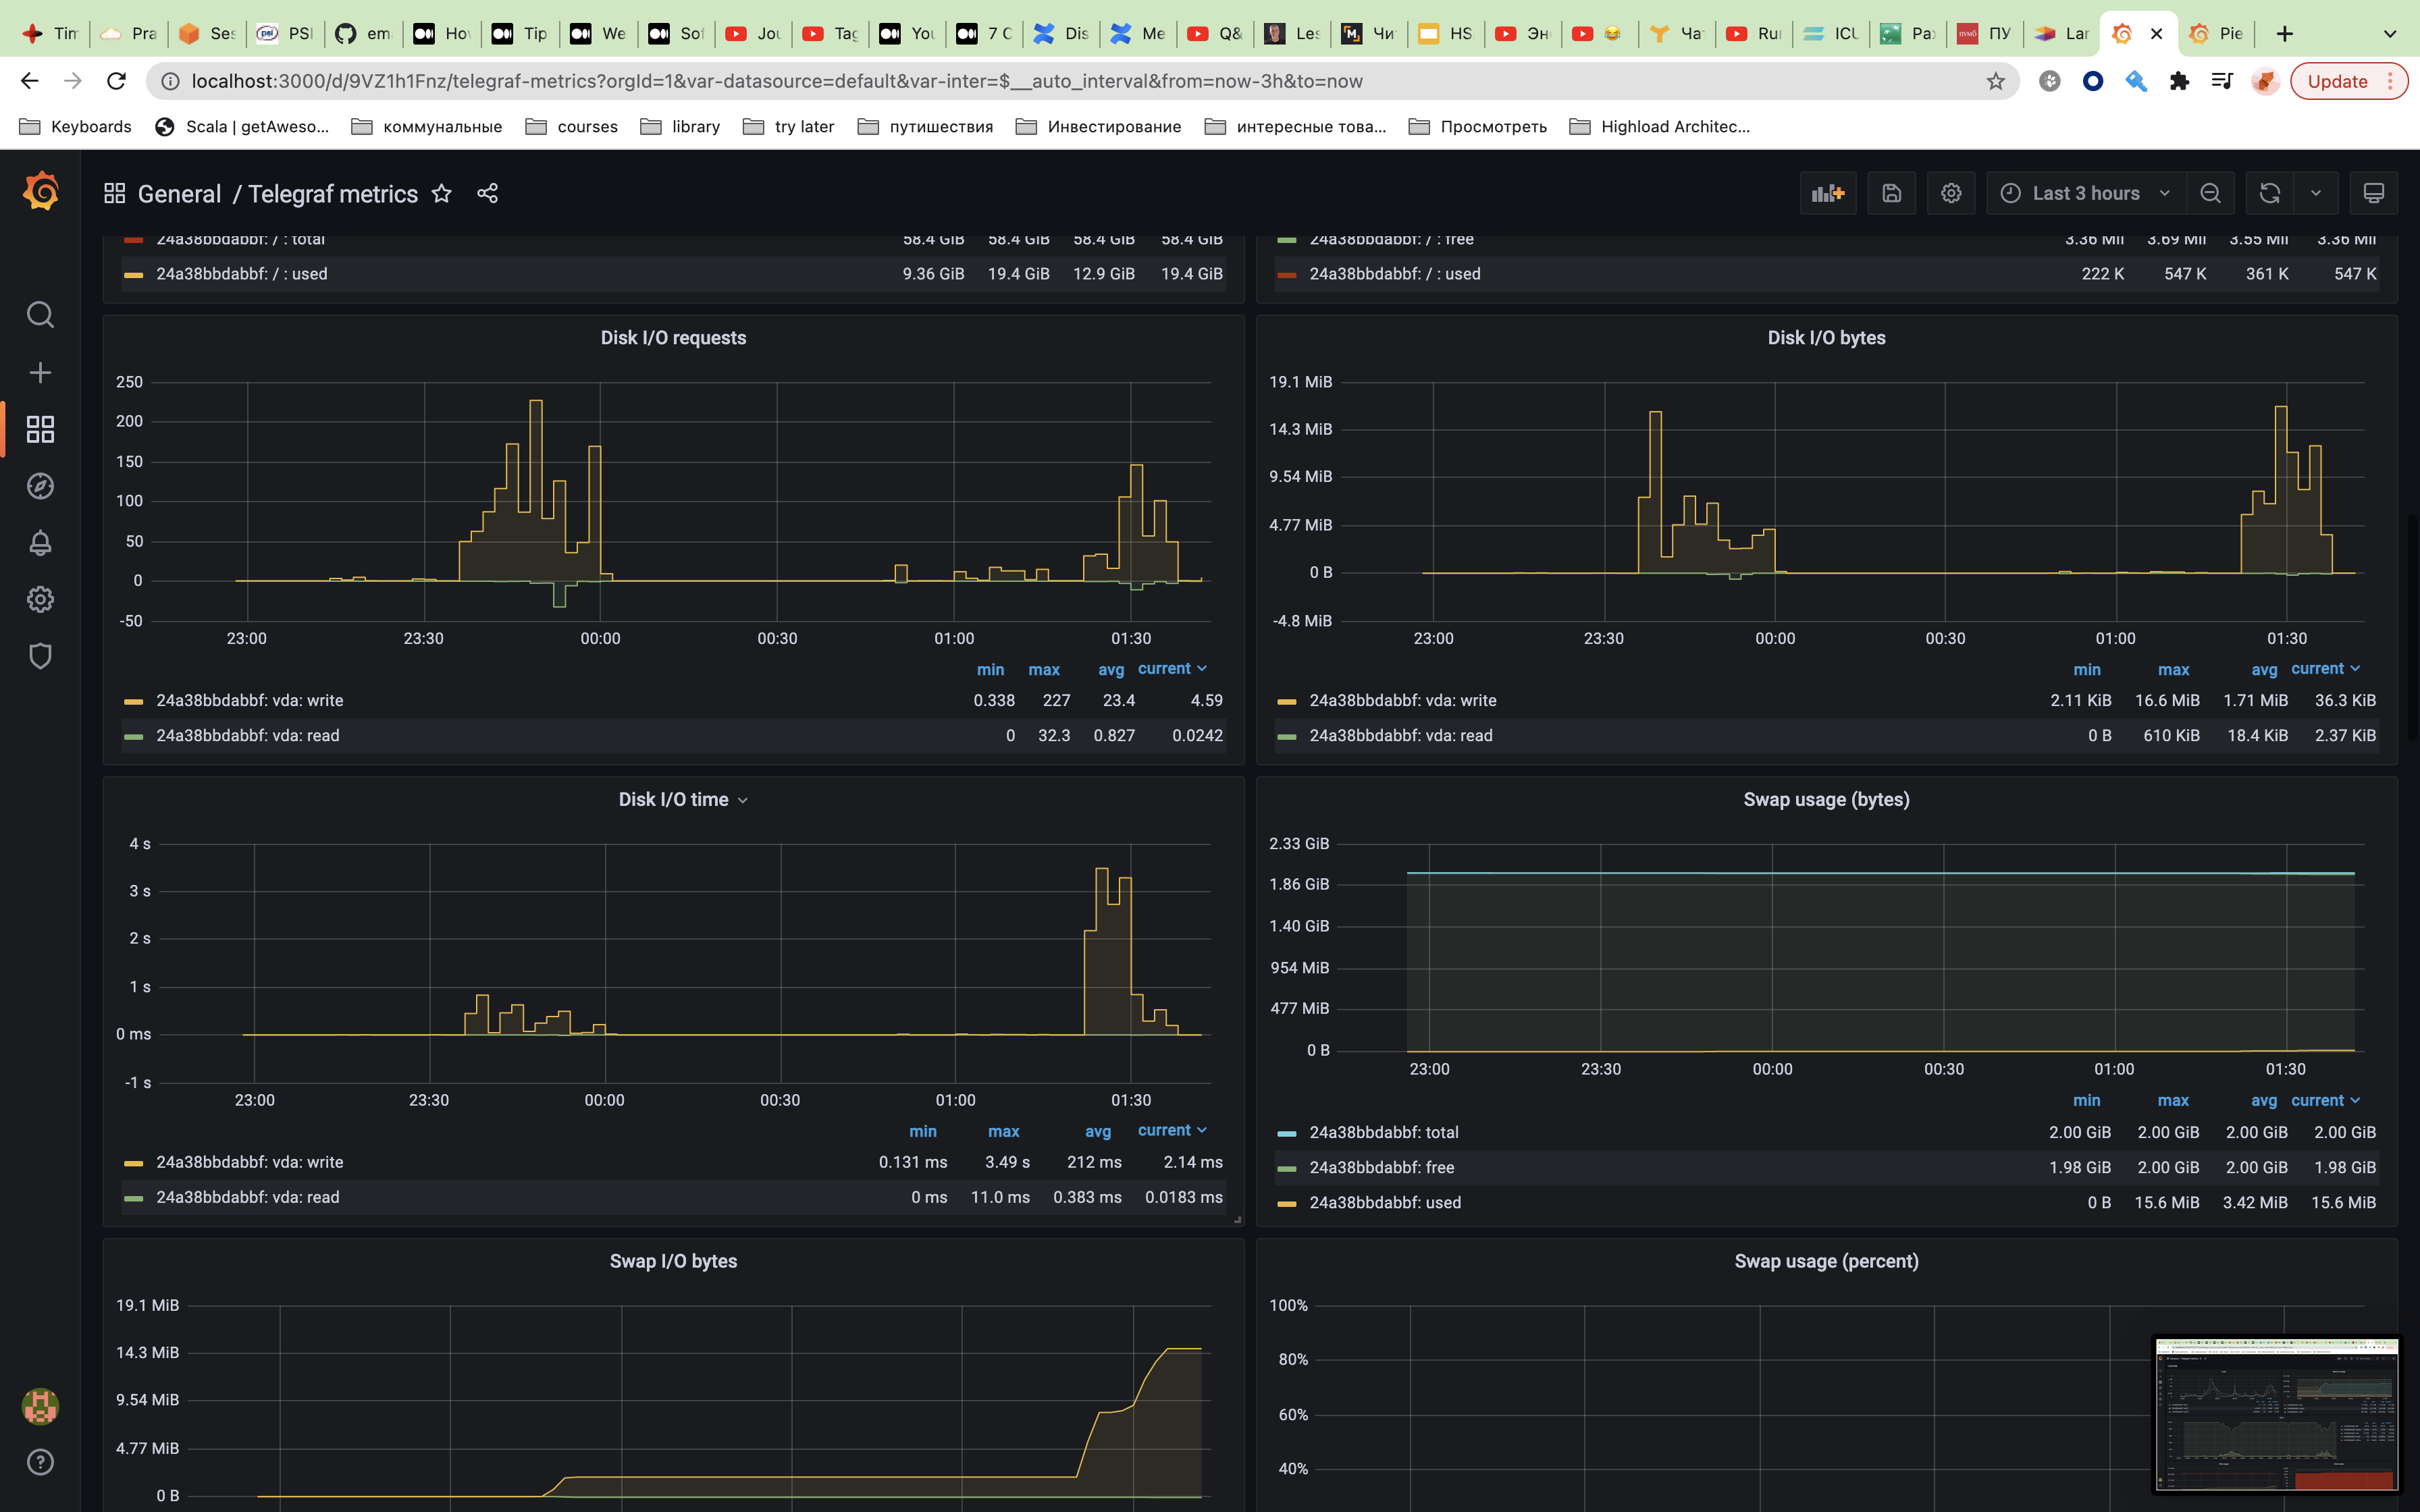 Tim Pra Ses PSI em How Tip We Sof Jou Tag You 7 C Dis Me Q& Les Чит HS. Эн 😂 Ча Rur ICU Pa ПУ Lar Pie
localhost:3000/d/9VZ1h1Fnz/telegraf-metrics?orgId=1&var-datasource=default&var-inter=$__auto_interval&from=now-3h&to=now
Update
Keyboards Scala | getAweso... коммунальные courses library try later путишествия Инвестирование интересные това... Просмотреть Highload Architec...
General / Telegraf metrics
Last 3 hours
24a38bbdabbf: / : total 58.4 GiB 58.4 GiB 58.4 GiB 58.4 GiB
24a38bbdabbf: / : used 9.36 GiB 19.4 GiB 12.9 GiB 19.4 GiB
24a38bbdabbf: / : free 3.36 Mil 3.69 Mil 3.55 Mil 3.36 Mil
24a38bbdabbf: / : used 222 K 547 K 361 K 547 K
Disk I/O requests
250
200
150
100
50
0
-50
23:00 23:30 00:00 00:30 01:00 01:30
min max avg current
24a38bbdabbf: vda: write 0.338 227 23.4 4.59
24a38bbdabbf: vda: read 0 32.3 0.827 0.0242
Disk I/O bytes
19.1 MiB
14.3 MiB
9.54 MiB
4.77 MiB
0 B
-4.8 MiB
23:00 23:30 00:00 00:30 01:00 01:30
min max avg current
24a38bbdabbf: vda: write 2.11 KiB 16.6 MiB 1.71 MiB 36.3 KiB
24a38bbdabbf: vda: read 0 B 610 KiB 18.4 KiB 2.37 KiB
Disk I/O time
4 s
3 s
2 s
1 s
0 ms
-1 s
23:00 23:30 00:00 00:30 01:00 01:30
min max avg current
24a38bbdabbf: vda: write 0.131 ms 3.49 s 212 ms 2.14 ms
24a38bbdabbf: vda: read 0 ms 11.0 ms 0.383 ms 0.0183 ms
Swap usage (bytes)
2.33 GiB
1.86 GiB
1.40 GiB
954 MiB
477 MiB
0 B
23:00 23:30 00:00 00:30 01:00 01:30
min max avg current
24a38bbdabbf: total 2.00 GiB 2.00 GiB 2.00 GiB 2.00 GiB
24a38bbdabbf: free 1.98 GiB 2.00 GiB 2.00 GiB 1.98 GiB
24a38bbdabbf: used 0 B 15.6 MiB 3.42 MiB 15.6 MiB
Swap I/O bytes
19.1 MiB
14.3 MiB
9.54 MiB
4.77 MiB
0 B
Swap usage (percent)
100%
80%
60%
40%